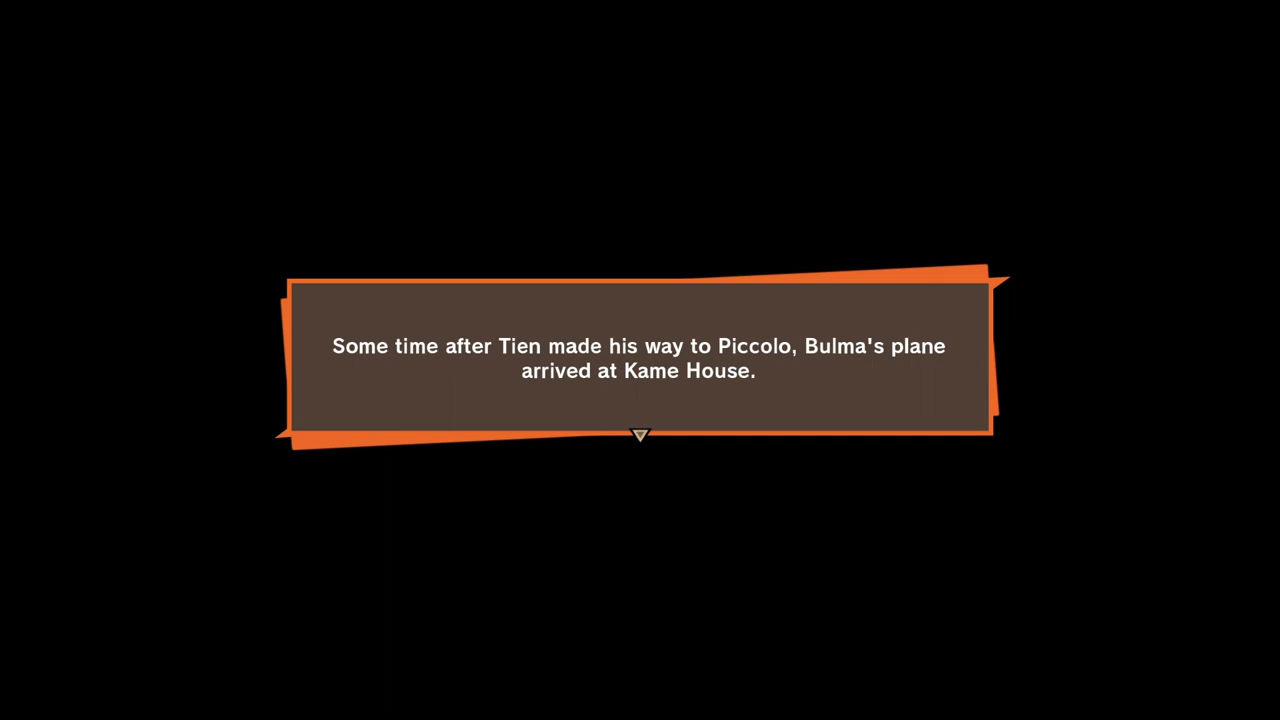 Some time after Tien made his way to Piccolo, Bulma's plane
arrived at Kame House.